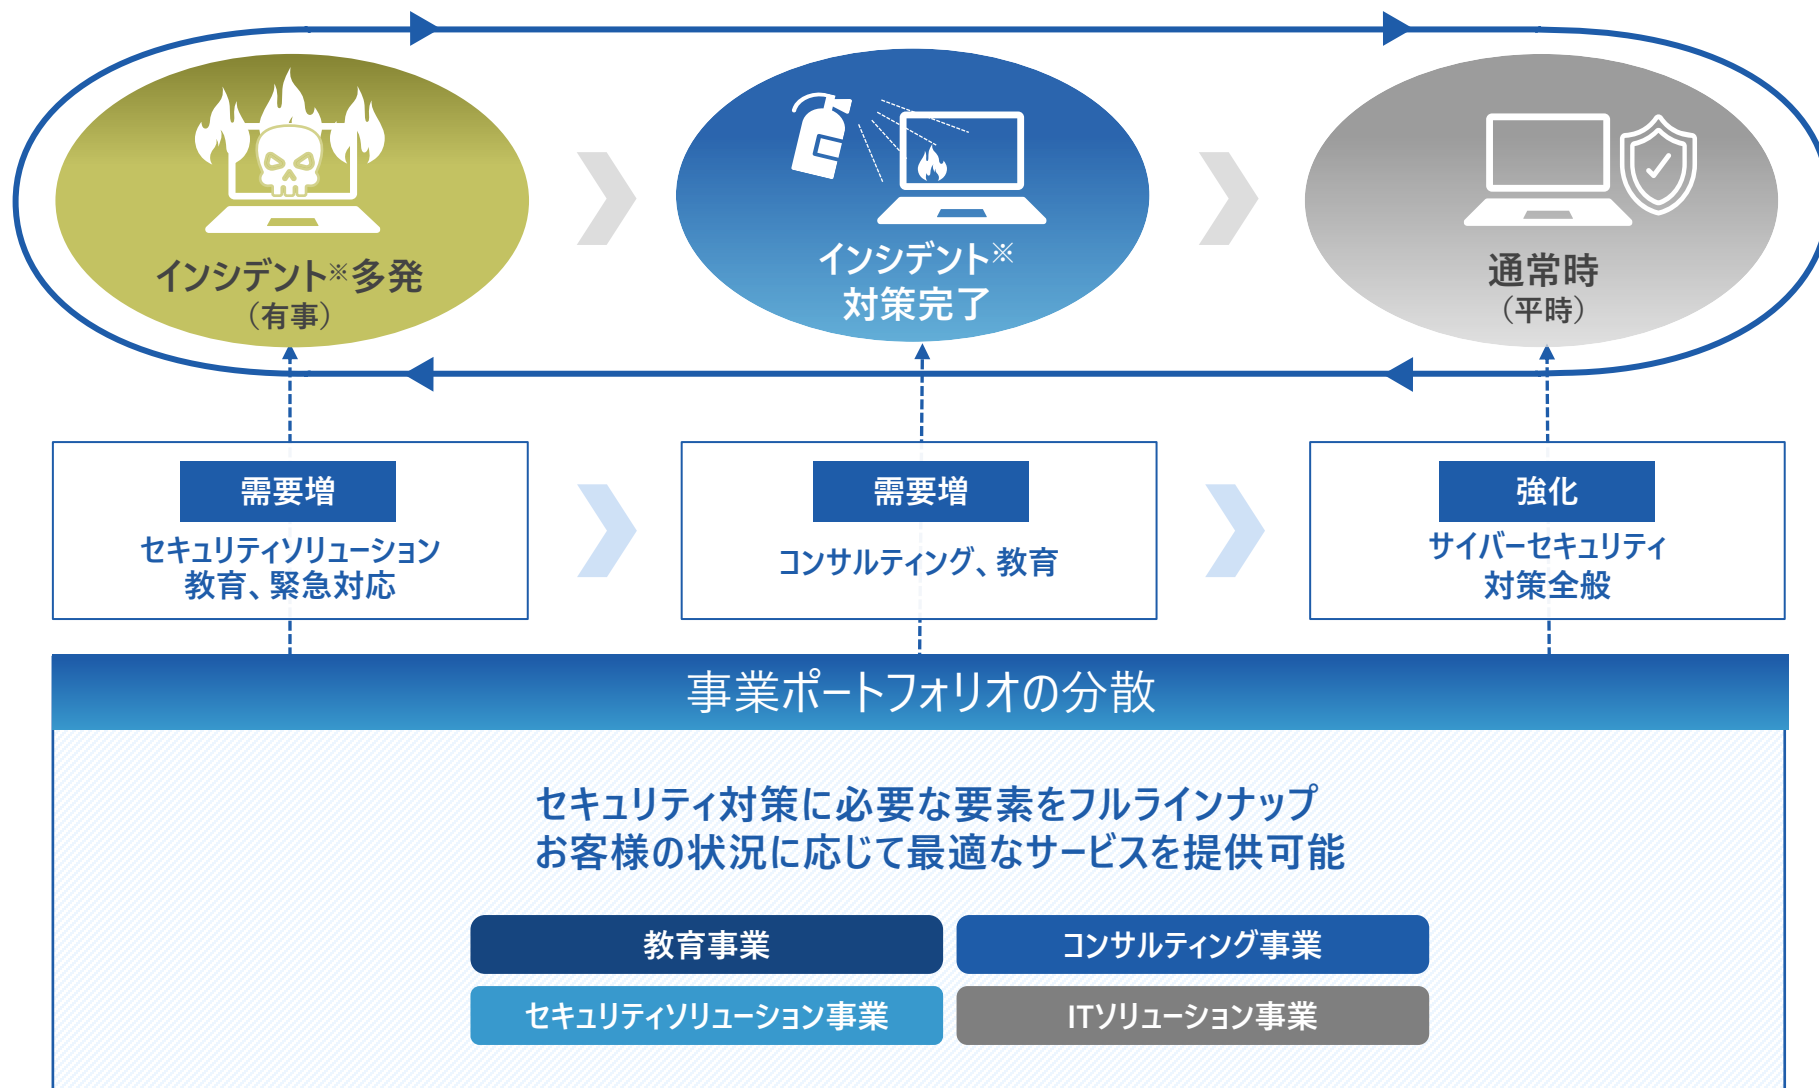 インシデント※多発
（有事）
インシデント※
対策完了
通常時
（平時）
需要増
セキュリティソリューション
教育、緊急対応
需要増
コンサルティング、教育
強化
サイバーセキュリティ
対策全般
事業ポートフォリオの分散
セキュリティ対策に必要な要素をフルラインナップ
お客様の状況に応じて最適なサービスを提供可能
教育事業
コンサルティング事業
セキュリティソリューション事業
ITソリューション事業